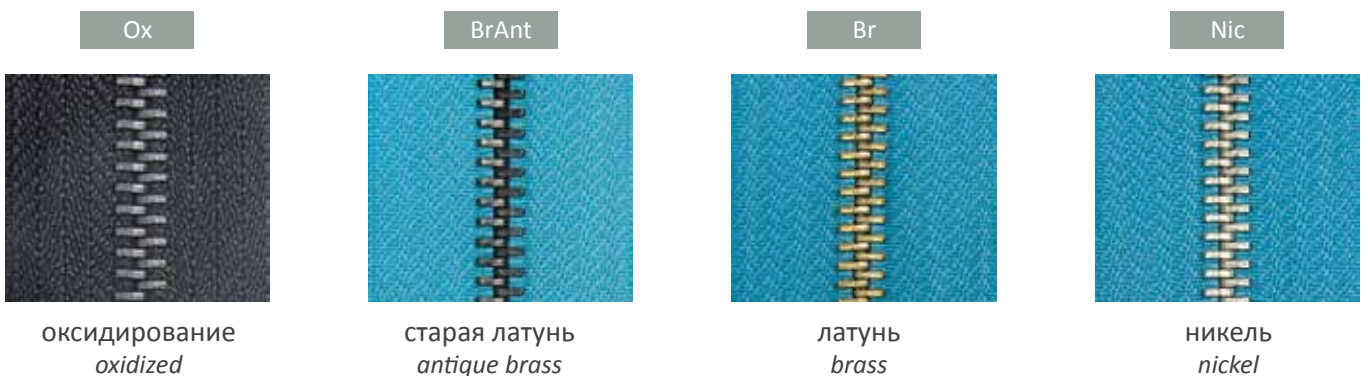 Ox
BrAnt
Br
Nic
оксидирование
oxidized
старая латунь
antique brass
латунь
brass
никель
nickel